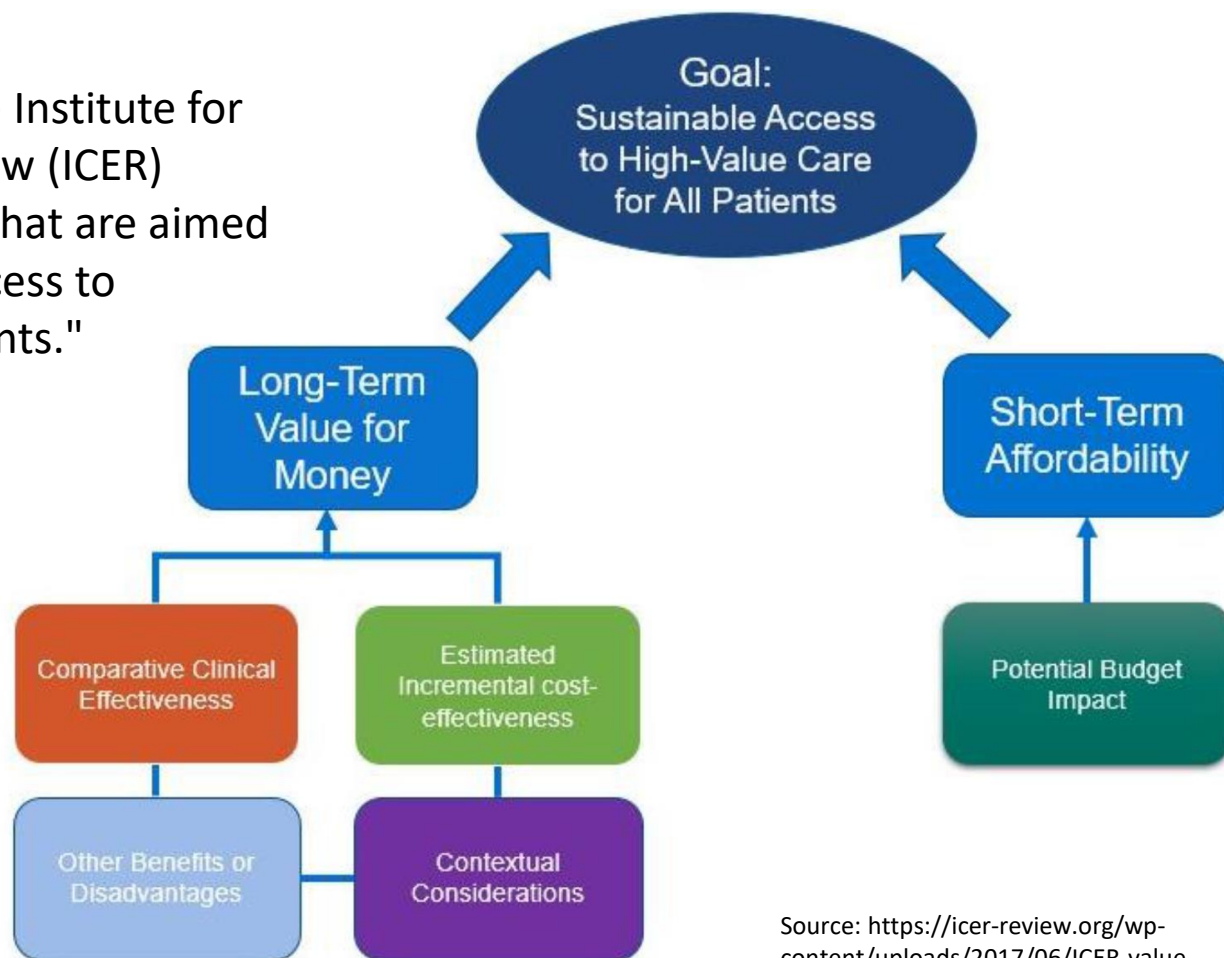 Institute for
w (ICER)
hat are aimed
cess to
nts."
Goal:
Sustainable Access
to High-Value Care
for All Patients
Long-Term
Value for
Money
Short-Term
Affordability
Comparative Clinical
Effectiveness
Estimated
Incremental cost-
effectiveness
Potential Budget
Impact
Other Benefits or
Disadvantages
Contextual
Considerations
Source: https://icer-review.org/wp-
content/uploads/2017/06/ICER-value-